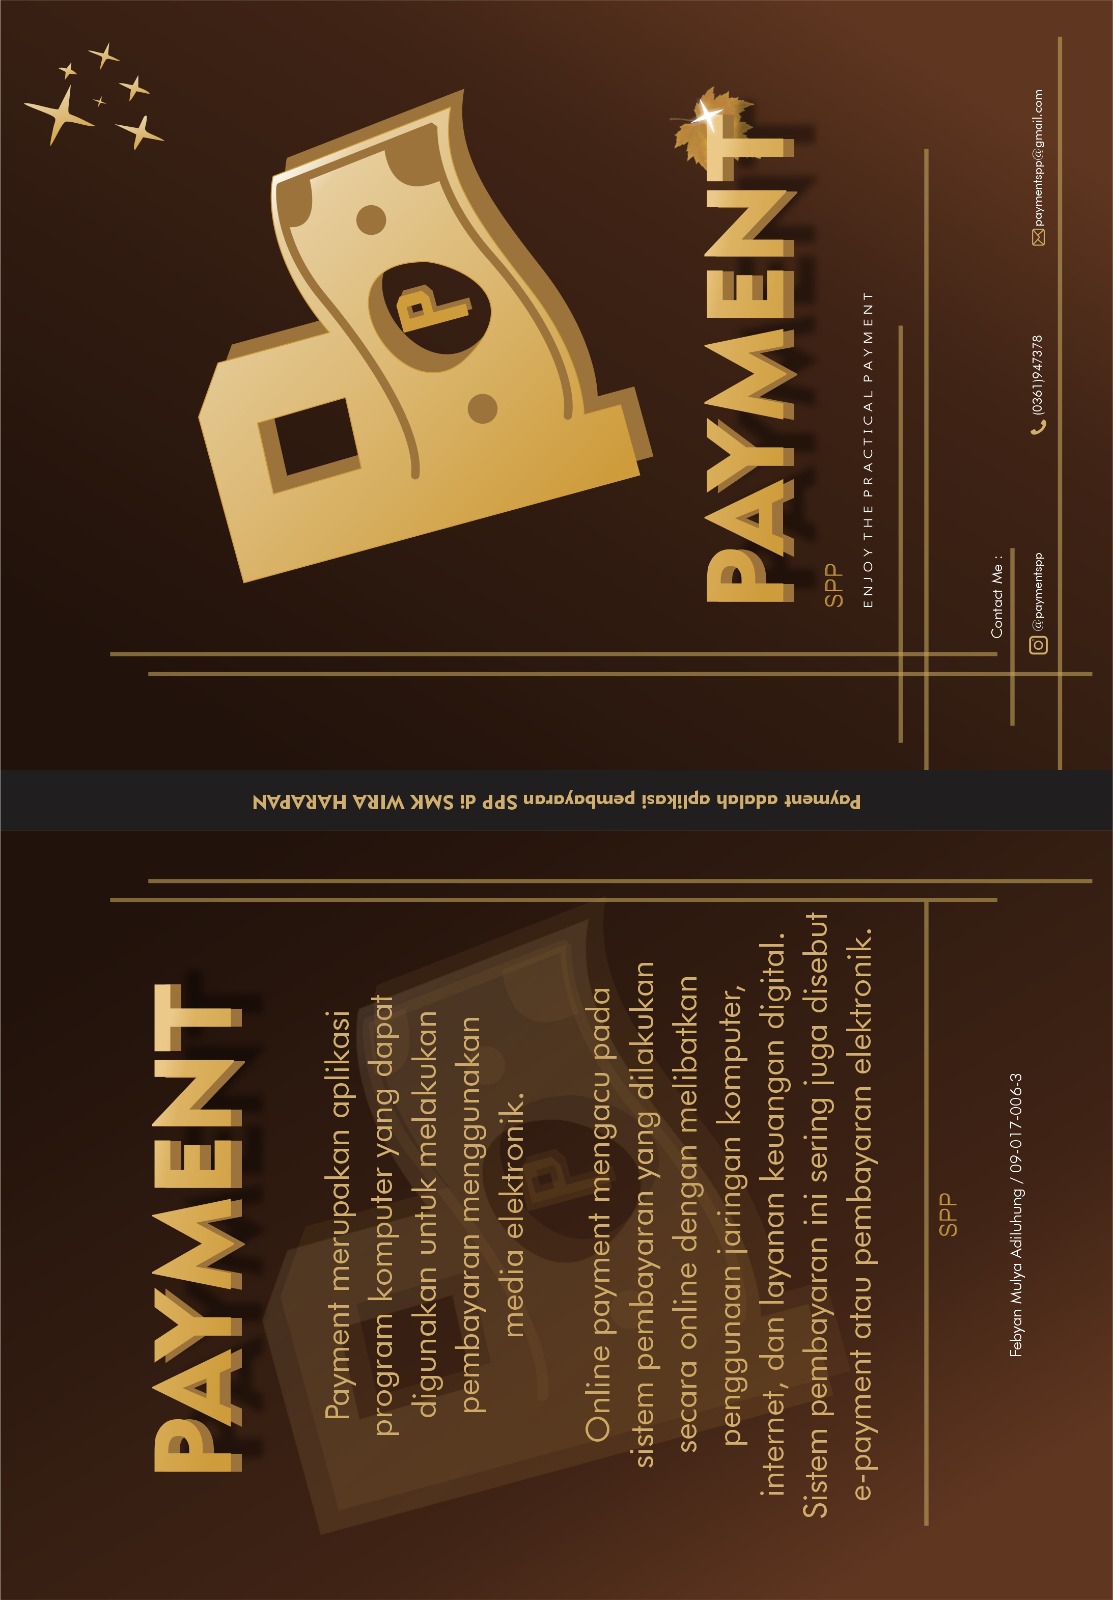 PAYMENT
SPP
ENJOY THE PRACTICAL PAYMENT
Contact Me :
@paymentspp
(0361)947378
paymentspp@gmail.com
P
Payment adalah aplikasi pembayaran SPP di SMK WIRA HARAPAN
PAYMENT
Payment merupakan aplikasi
program komputer yang dapat
digunakan untuk melakukan
pembayaran menggunakan
media elektronik.
Online payment mengacu pada
sistem pembayaran yang dilakukan
secara online dengan melibatkan
penggunaan jaringan komputer,
internet, dan layanan keuangan digital.
Sistem pembayaran ini sering juga disebut
e-payment atau pembayaran elektronik.
P
SPP
Febyan Mulya Adiluhung / 09-017-006-3